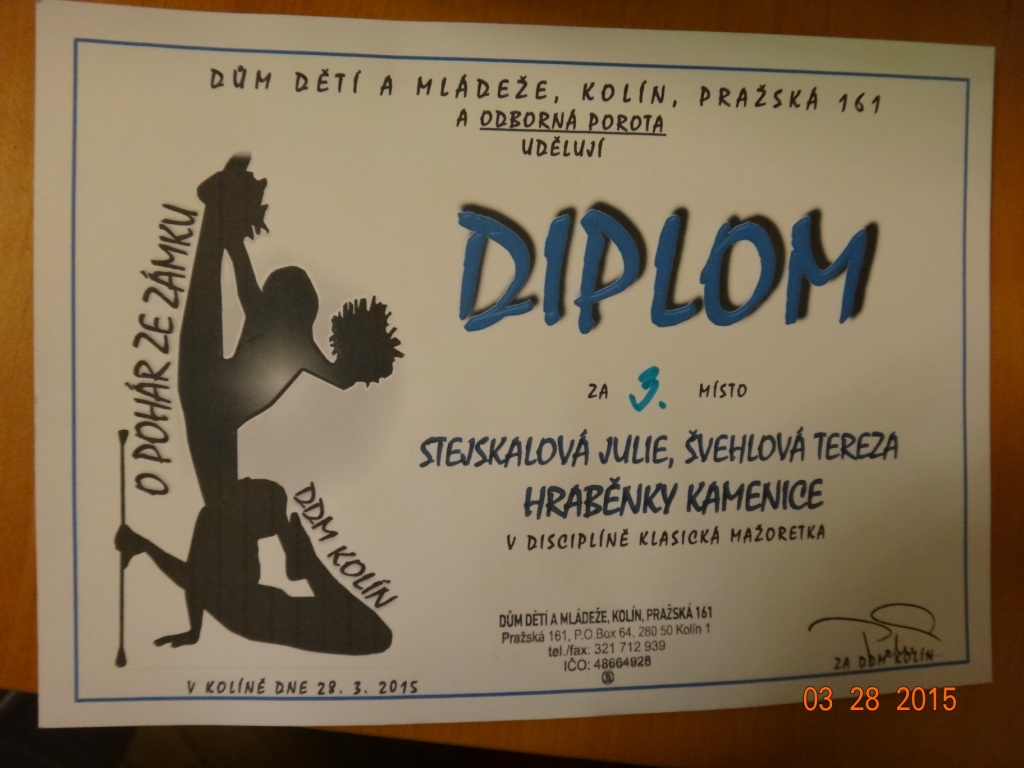 DŮM DĚTÍ A MLÁDEŽE, KOLÍN, PRAŽSKÁ 161
A ODBORNÁ POROTA
UDĚLUJÍ
DIPLOM
O POHÁR ZE ZÁMKU
DDM KOLÍN
ZA 3. MÍSTO
STEJSKALOVÁ JULIE, ŠVEHLOVÁ TEREZA
HRABĚNKY KAMENICE
V DISCIPLÍNĚ KLASICKÁ MAŽORETKA
DŮM DĚTÍ A MLÁDEŽE, KOLÍN, PRAŽSKÁ 161
Pražská 161, P.O.Box 64, 280 50 Kolín 1
tel./fax: 321 712 939
IČO: 48664928
ZA DDM KOLÍN
V KOLÍNĚ DNE 28. 3. 2015
03 28 2015